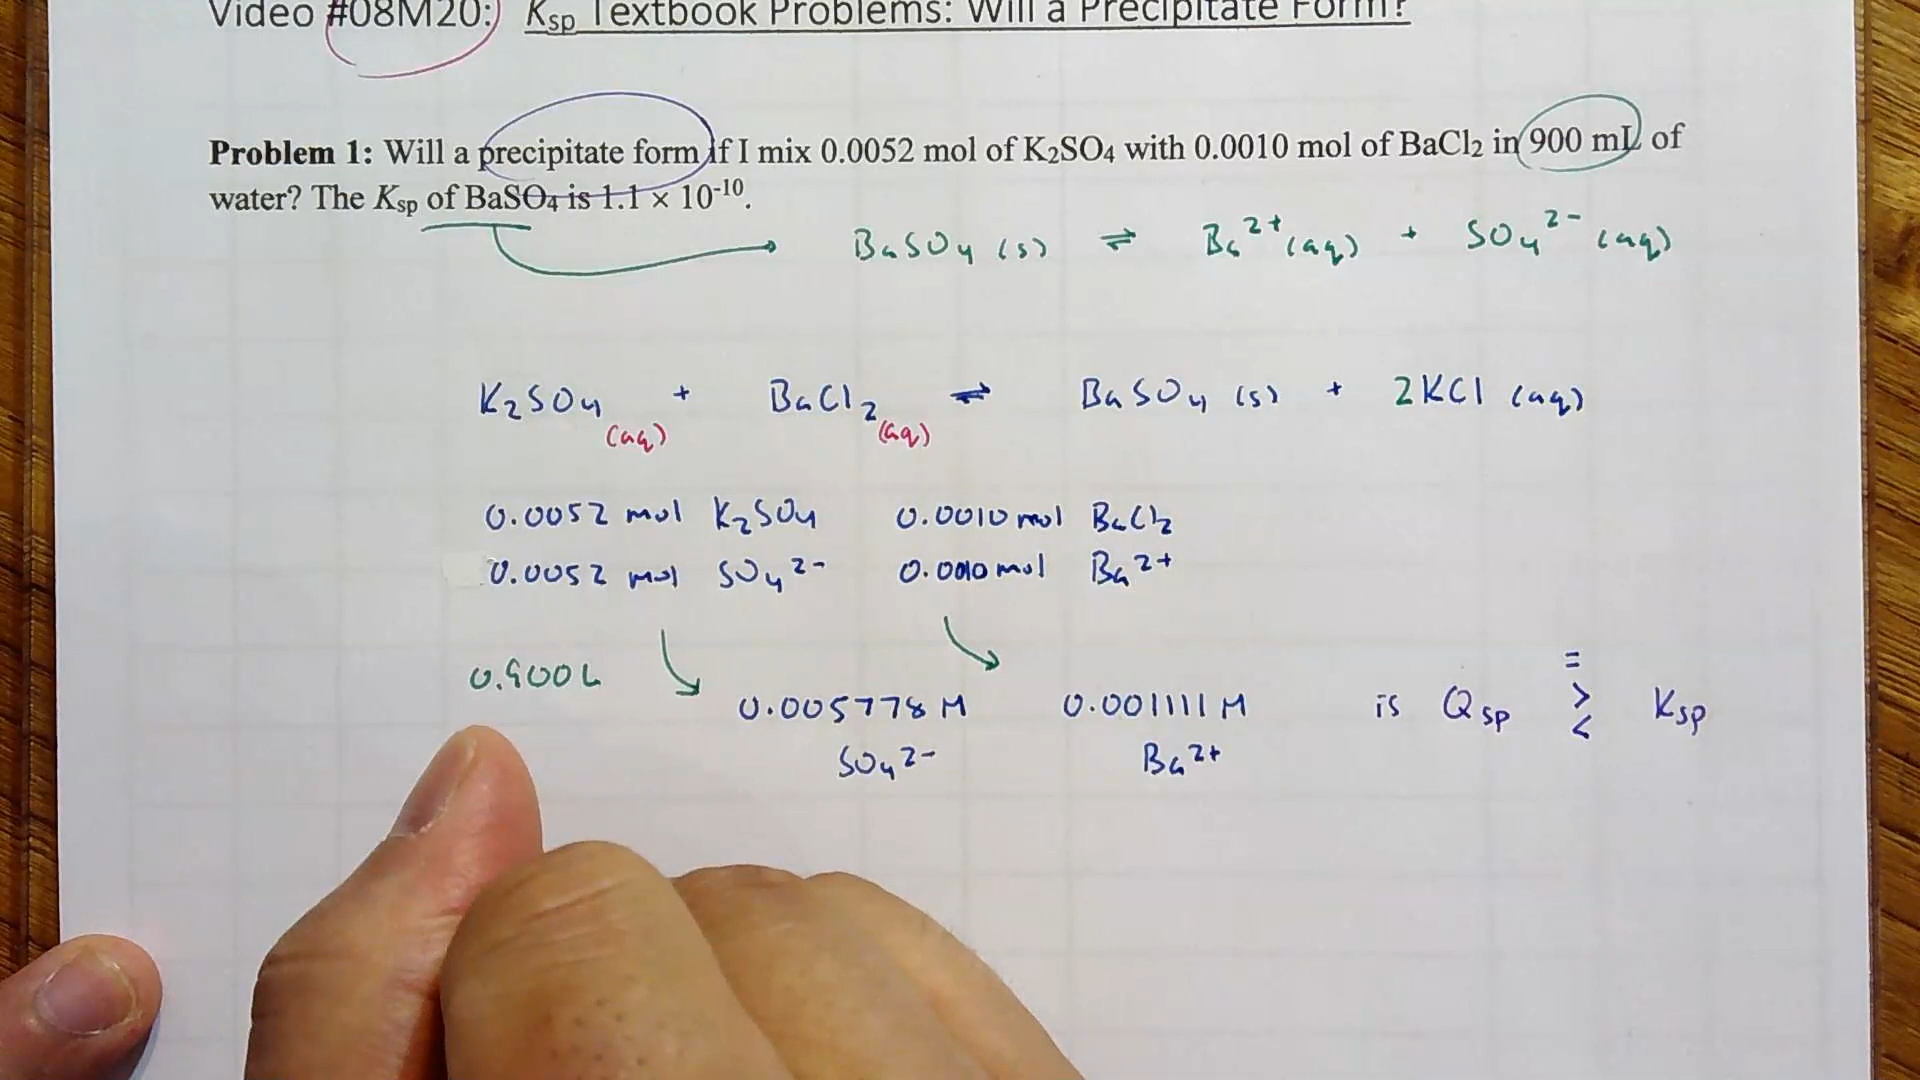 Video #08M20: Ksp Textbook Problems: Will a Precipitate Form?
Problem 1: Will a precipitate form if I mix 0.0052 mol of K₂SO₄ with 0.0010 mol of BaCl₂ in 900 mL of
water? The Ksp of BaSO₄ is 1.1 × 10⁻¹⁰.
BaSO₄ (s) ⇌ Ba²⁺ (aq) + SO₄²⁻ (aq)
K₂SO₄ (aq) + BaCl₂ (aq) ⇌ BaSO₄ (s) + 2KCl (aq)
0.0052 mol K₂SO₄ 0.0010 mol BaCl₂
0.0052 mol SO₄²⁻ 0.0010 mol Ba²⁺
0.900L
0.005778 M 0.001111 M is Qsp = > < Ksp
SO₄²⁻ Ba²⁺